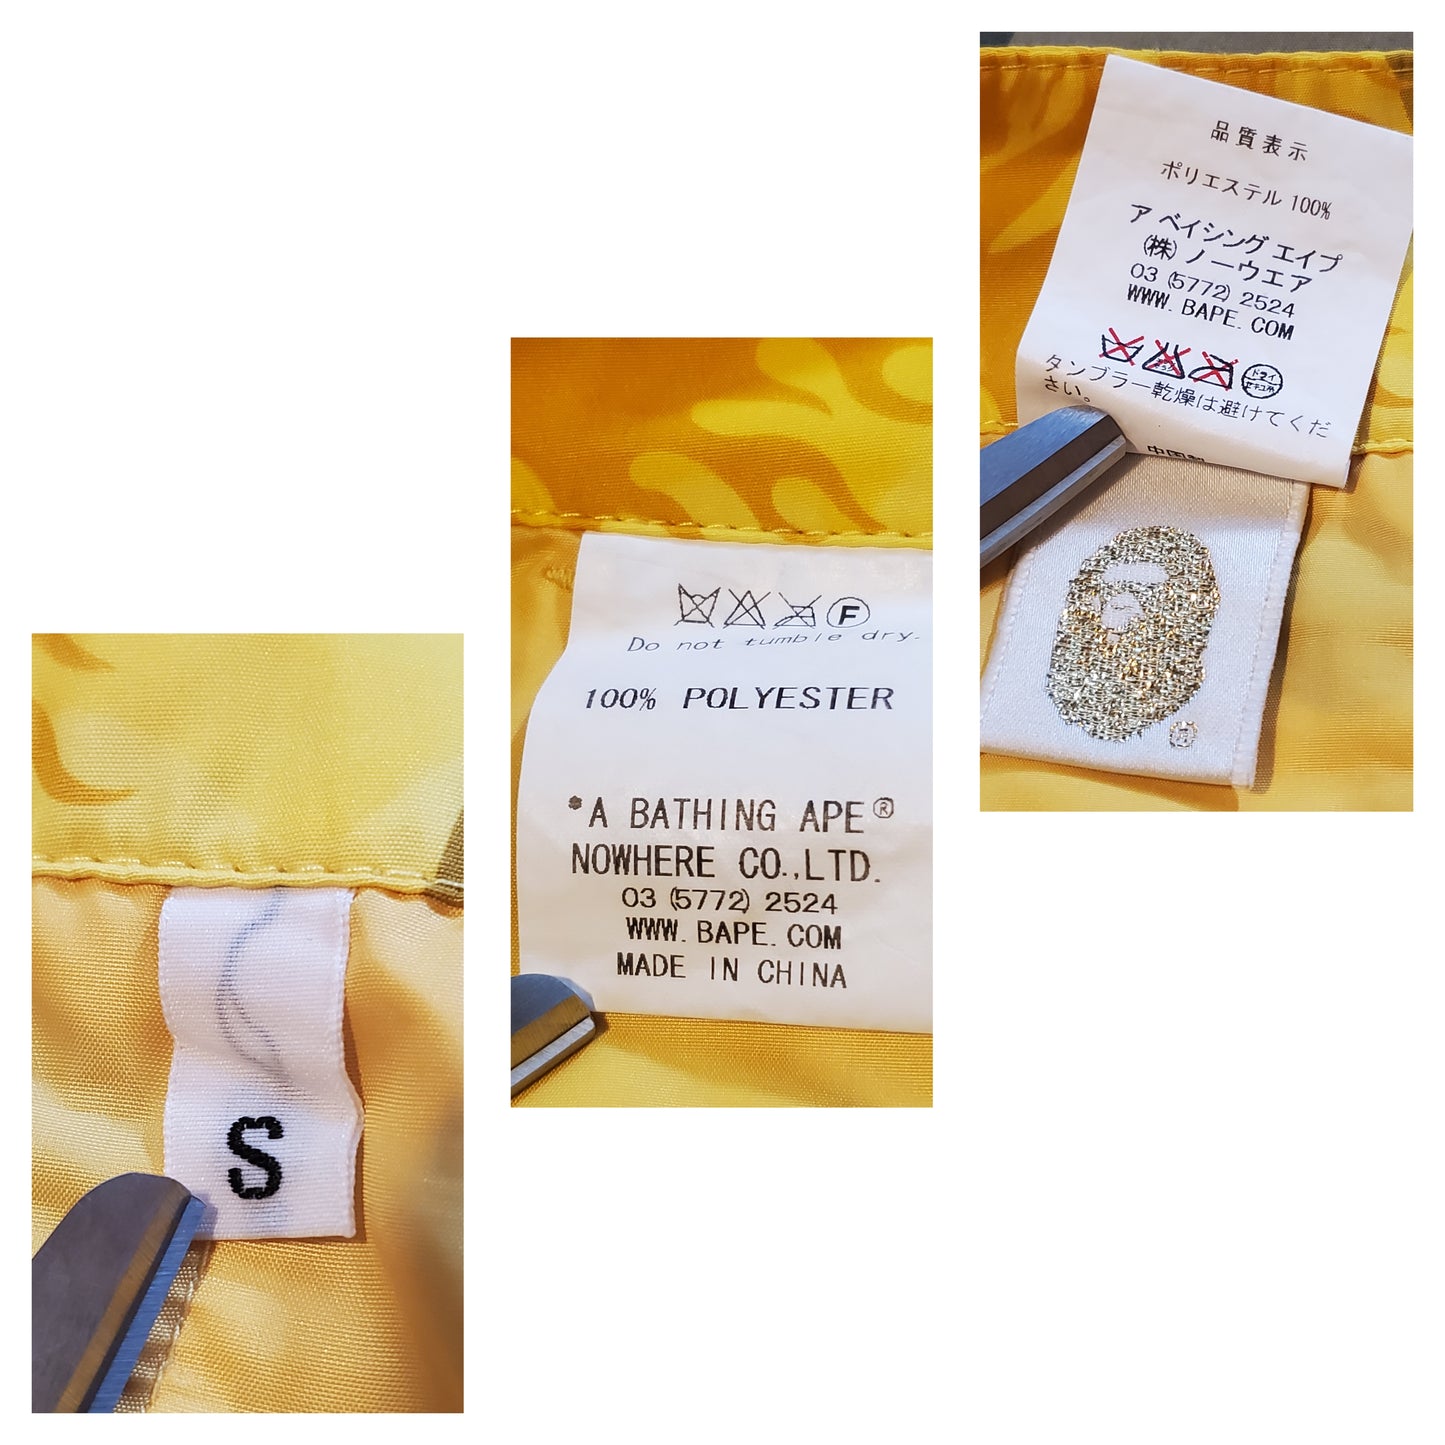 S
Do not tumble dry.
100% POLYESTER
*A BATHING APE®
NOWHERE CO.,LTD.
03 (5772) 2524
WWW.BAPE.COM
MADE IN CHINA
F
品質表示
ポリエステル 100%
ア ベイシング エイプ
(株) ノーウエア
03 (5772) 2524
WWW.BAPE.COM
ドライ
タンブラー乾燥は避けてくだ
さい。
中国製